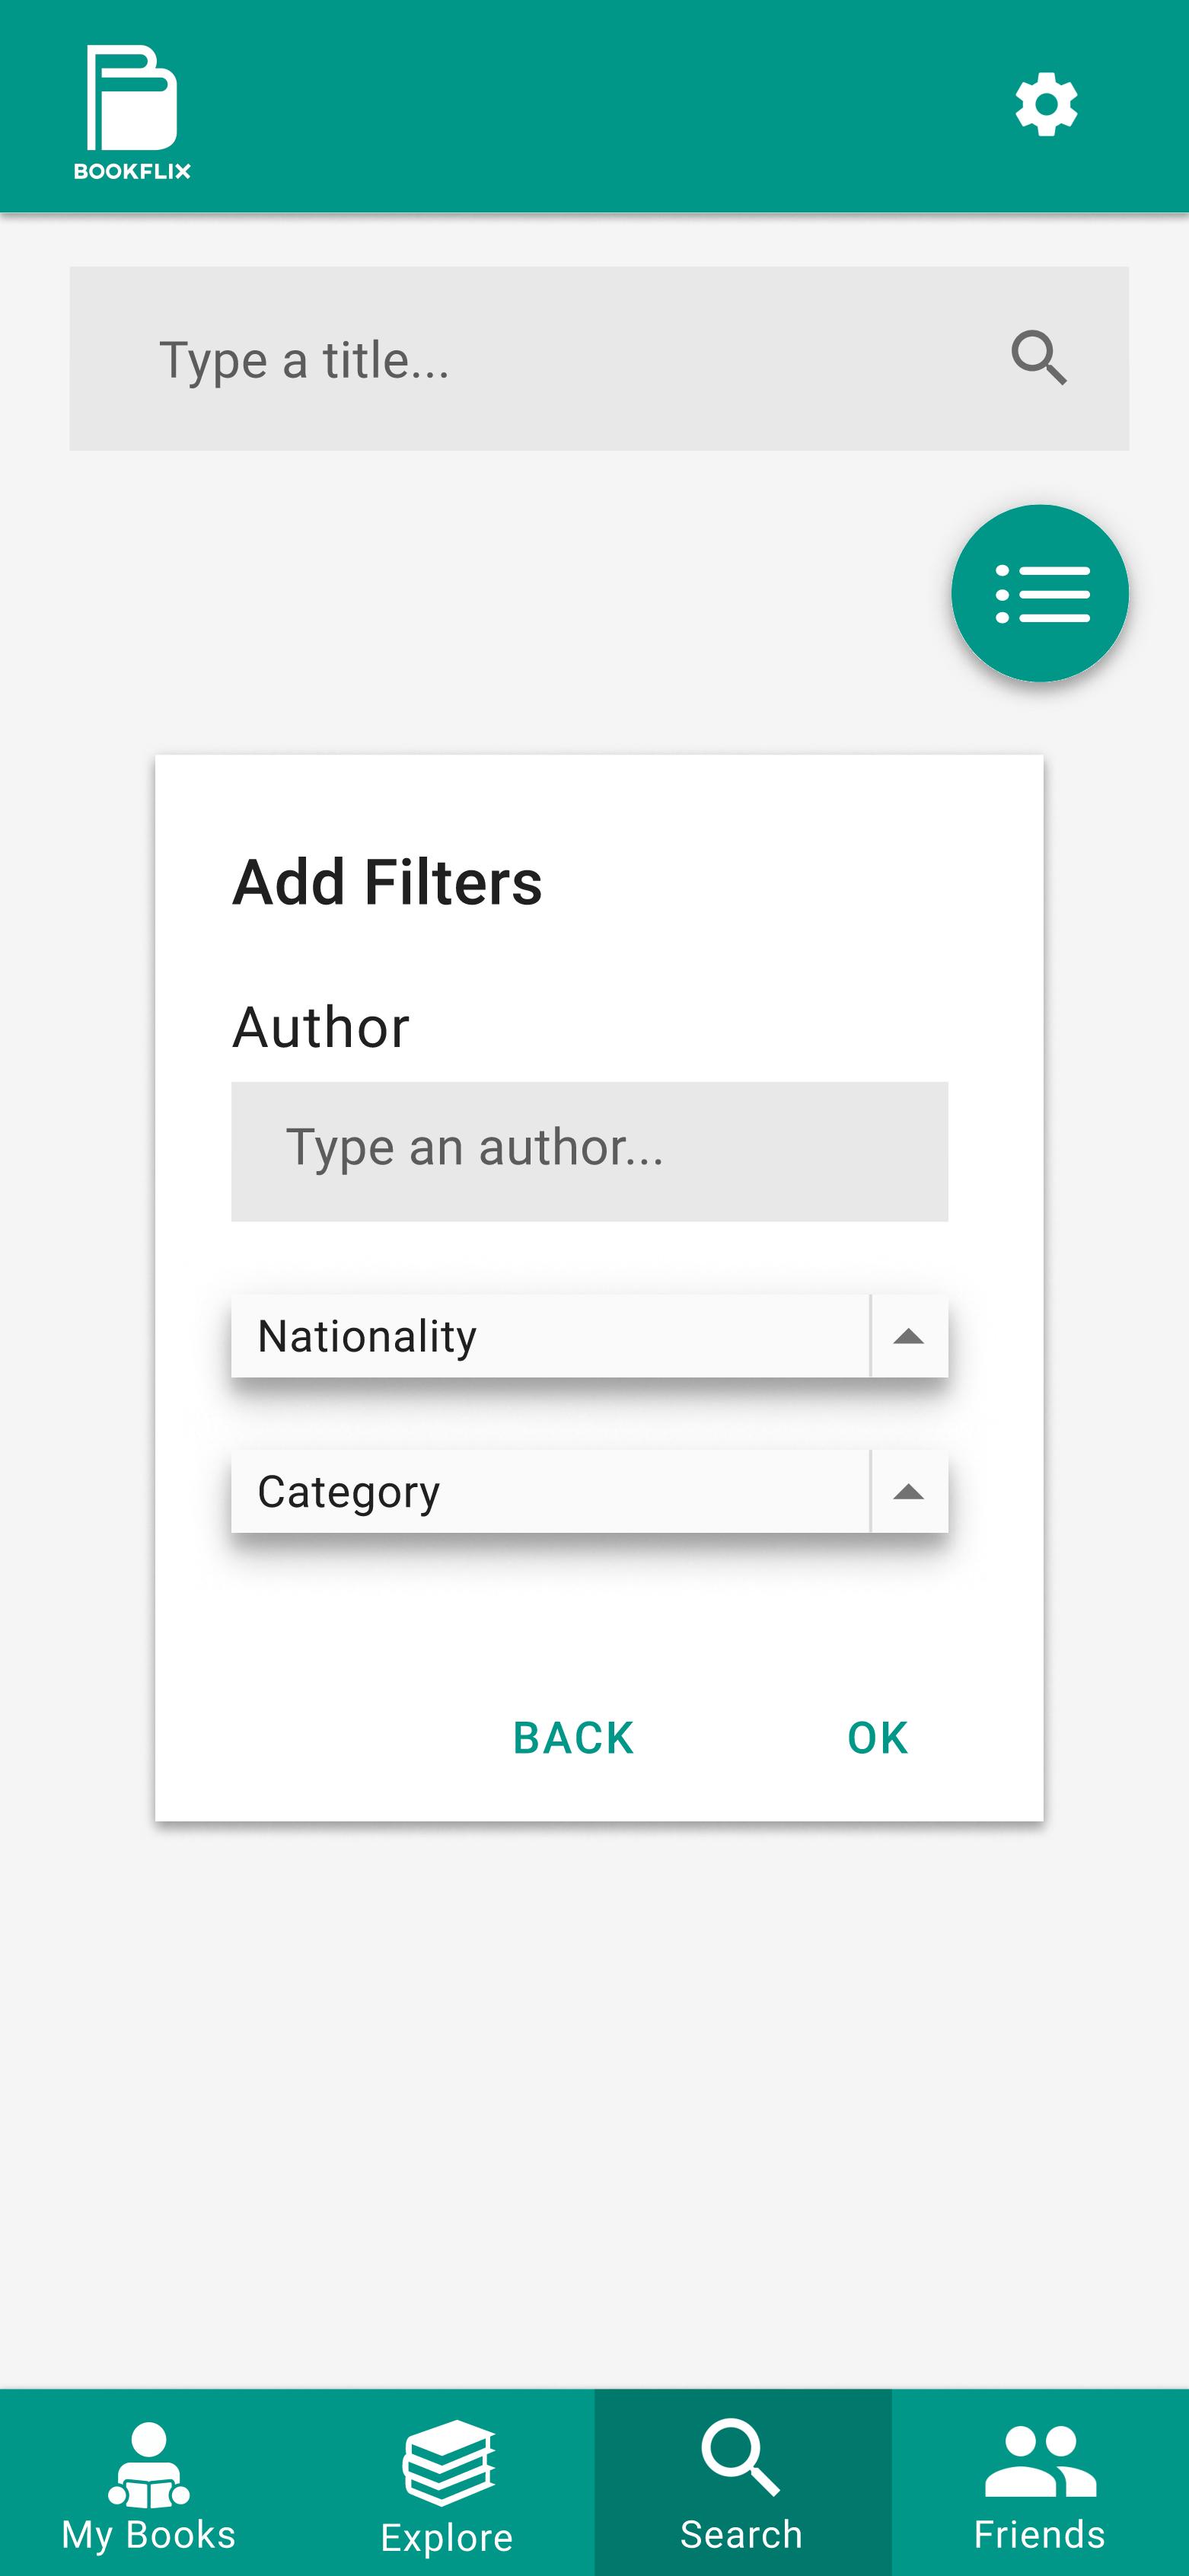 BOOKFLIX
Type a title...
Add Filters
Author
Type an author...
Nationality
Category
BACK OK
My Books Explore Search Friends